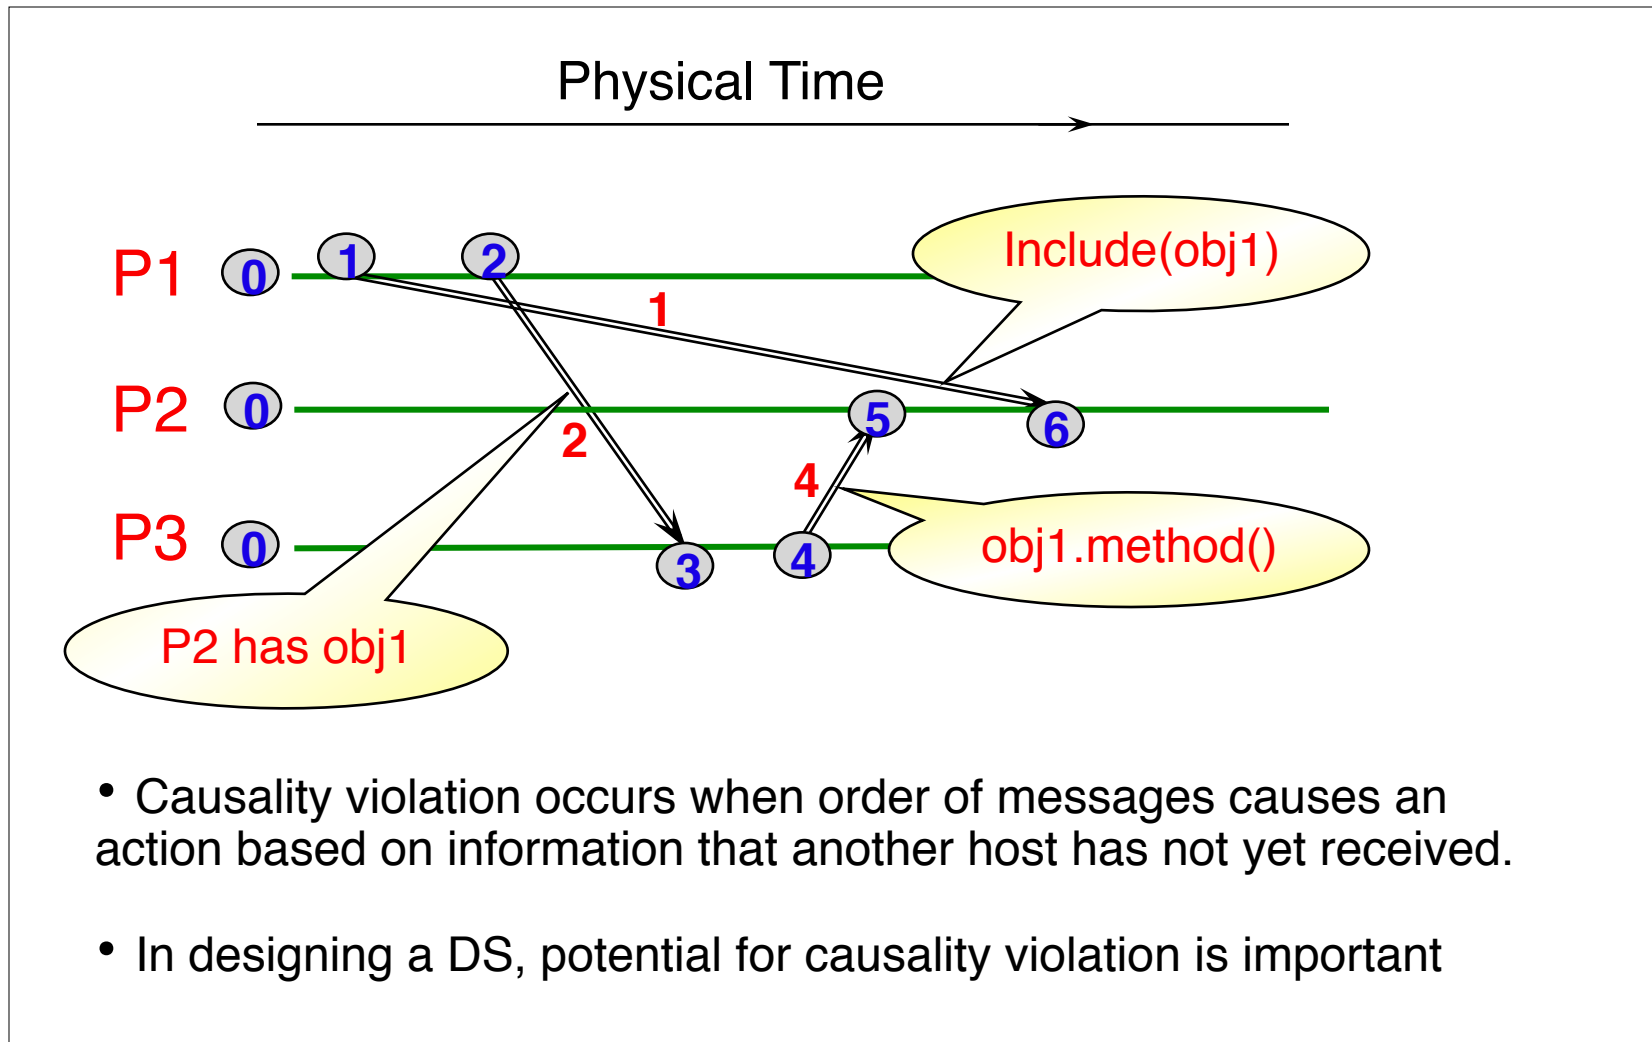 Physical Time
P1 0 1 2 Include(obj1)
1
P2 0 5 6
2
4
P3 0 3 4 obj1.method()
P2 has obj1
• Causality violation occurs when order of messages causes an
action based on information that another host has not yet received.
• In designing a DS, potential for causality violation is important